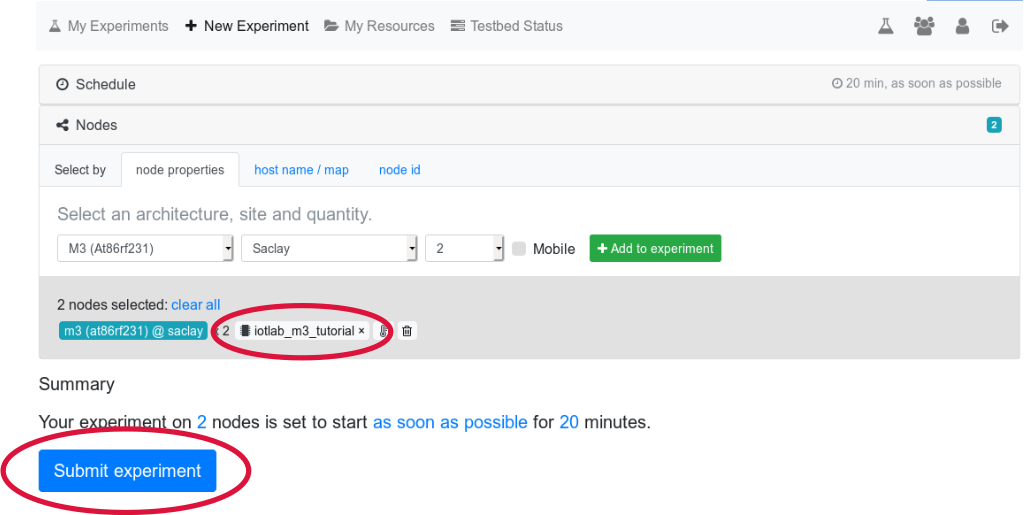 My Experiments New Experiment My Resources Testbed Status
Schedule 20 min, as soon as possible
Nodes 2
Select by node properties host name / map node id
Select an architecture, site and quantity.
M3 (At86rf231) Saclay 2 Mobile Add to experiment
2 nodes selected: clear all
m3 (at86rf231) @ saclay x 2 iotlab_m3_tutorial ×
Summary
Your experiment on 2 nodes is set to start as soon as possible for 20 minutes.
Submit experiment